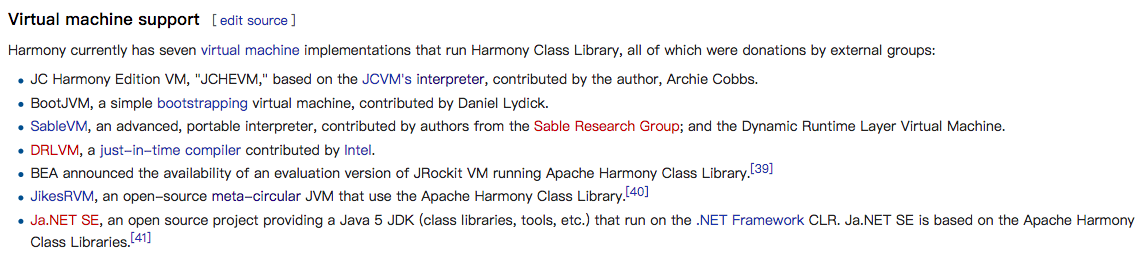 Virtual machine support [ edit source ]
Harmony currently has seven virtual machine implementations that run Harmony Class Library, all of which were donations by external groups:
• JC Harmony Edition VM, "JCHEVM," based on the JCVM's interpreter, contributed by the author, Archie Cobbs.
• BootJVM, a simple bootstrapping virtual machine, contributed by Daniel Lydick.
• SableVM, an advanced, portable interpreter, contributed by authors from the Sable Research Group; and the Dynamic Runtime Layer Virtual Machine.
• DRLVM, a just-in-time compiler contributed by Intel.
• BEA announced the availability of an evaluation version of JRockit VM running Apache Harmony Class Library.[39]
• JikesRVM, an open-source meta-circular JVM that use the Apache Harmony Class Library.[40]
• Ja.NET SE, an open source project providing a Java 5 JDK (class libraries, tools, etc.) that run on the .NET Framework CLR. Ja.NET SE is based on the Apache Harmony
Class Libraries.[41]